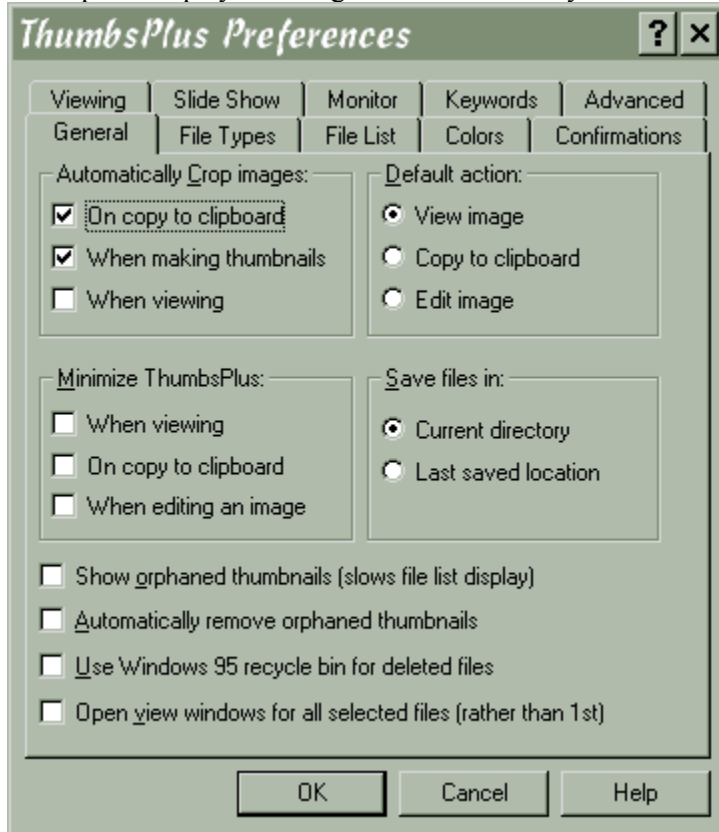 ThumbsPlus Preferences
Viewing Slide Show Monitor Keywords Advanced
General File Types File List Colors Confirmations
Automatically Crop images:
On copy to clipboard
When making thumbnails
When viewing
Default action:
View image
Copy to clipboard
Edit image
Minimize ThumbsPlus:
When viewing
On copy to clipboard
When editing an image
Save files in:
Current directory
Last saved location
Show orphaned thumbnails (slows file list display)
Automatically remove orphaned thumbnails
Use Windows 95 recycle bin for deleted files
Open view windows for all selected files (rather than 1st)
OK Cancel Help